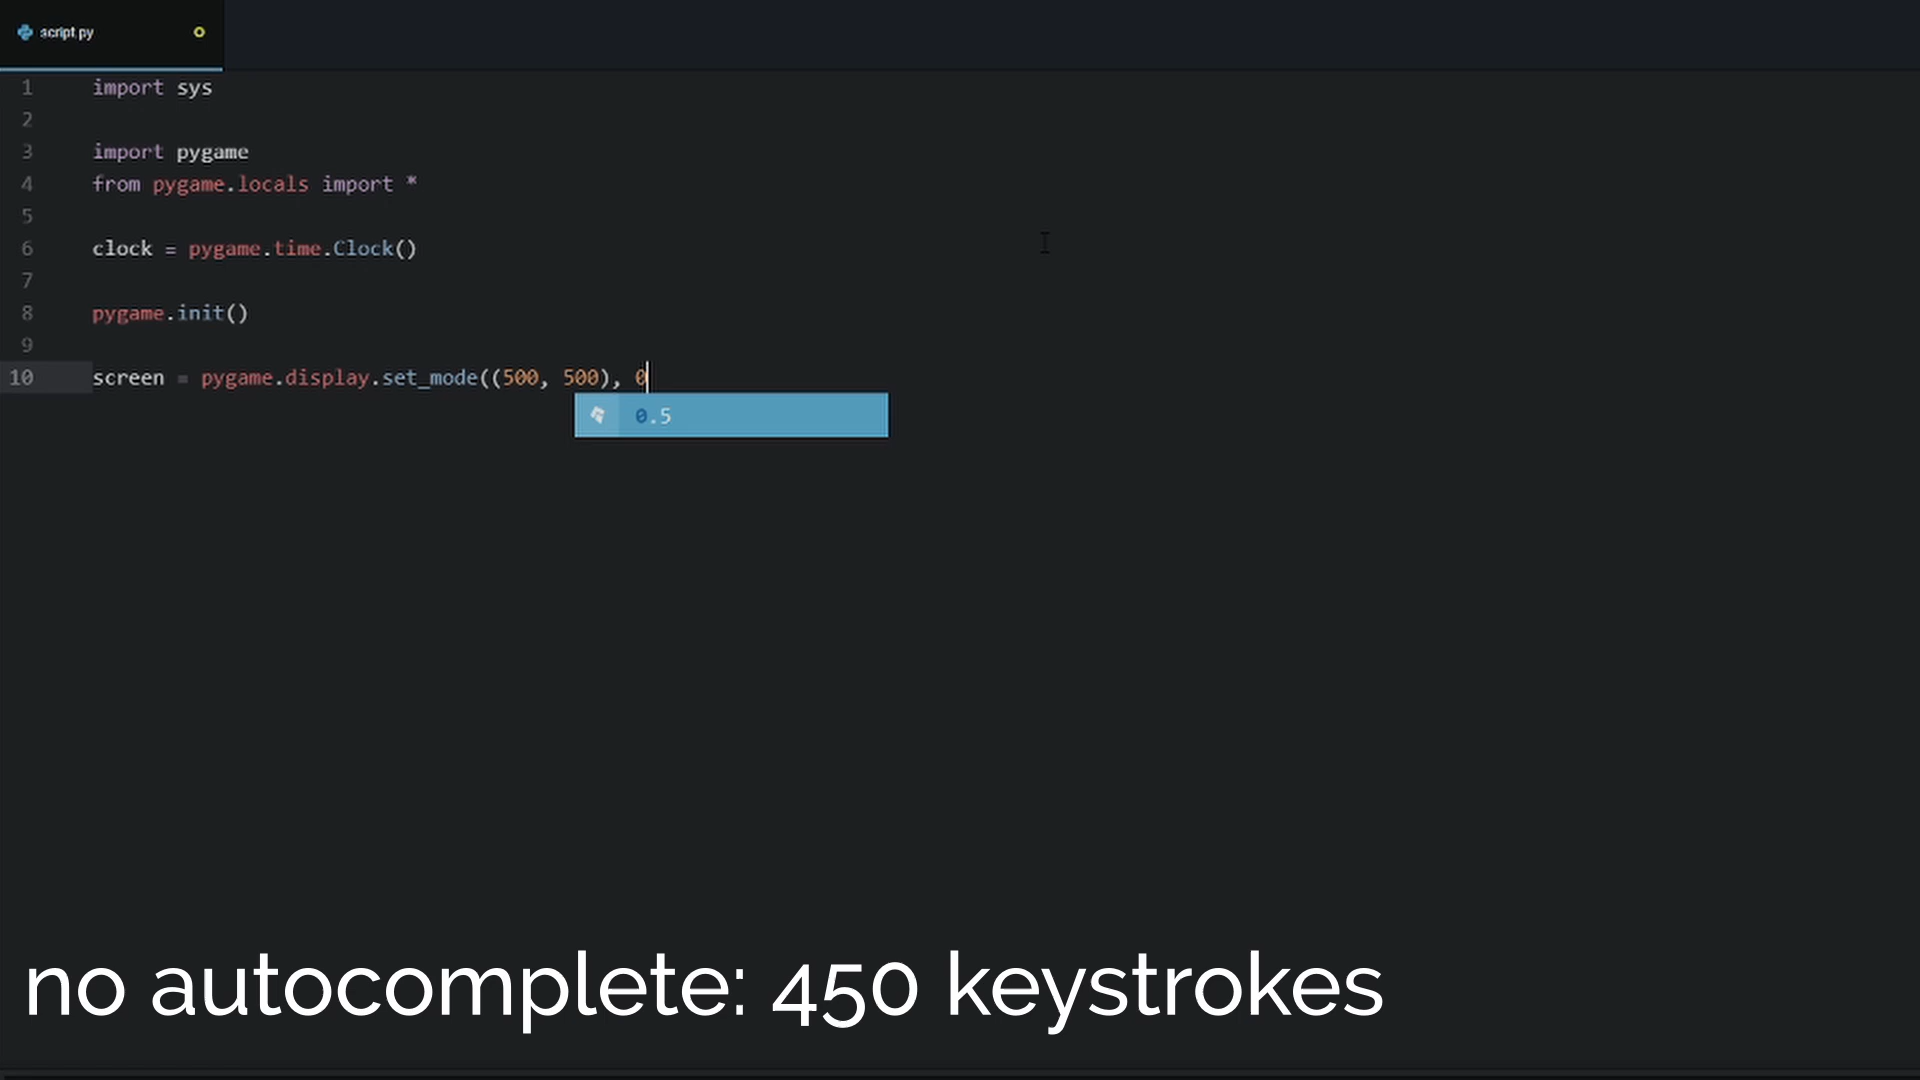 script.py
1 import sys
2
3 import pygame
4 from pygame.locals import *
5
6 clock = pygame.time.Clock()
7
8 pygame.init()
9
10 screen = pygame.display.set_mode((500, 500), 0
0.5
no autocomplete: 450 keystrokes